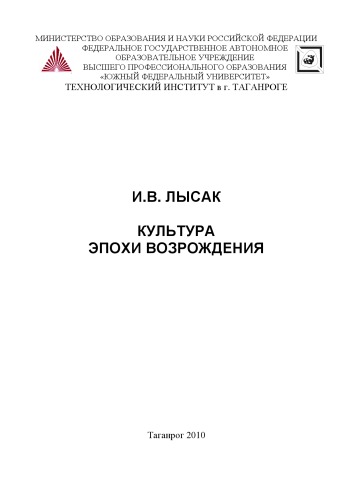 МИНИСТЕРСТВО ОБРАЗОВАНИЯ И НАУКИ РОССИЙСКОЙ ФЕДЕРАЦИИ
ФЕДЕРАЛЬНОЕ ГОСУДАРСТВЕННОЕ АВТОНОМНОЕ
ОБРАЗОВАТЕЛЬНОЕ УЧРЕЖДЕНИЕ
ВЫСШЕГО ПРОФЕССИОНАЛЬНОГО ОБРАЗОВАНИЯ
«ЮЖНЫЙ ФЕДЕРАЛЬНЫЙ УНИВЕРСИТЕТ»
ТЕХНОЛОГИЧЕСКИЙ ИНСТИТУТ в г. ТАГАНРОГЕ
И.В. ЛЫСАК
КУЛЬТУРА
ЭПОХИ ВОЗРОЖДЕНИЯ
Таганрог 2010